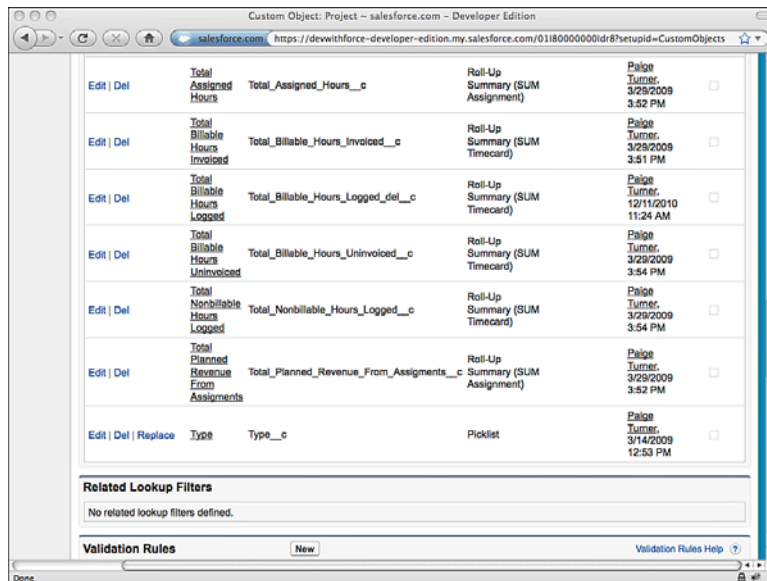 Custom Object: Project ~ salesforce.com – Developer Edition
salesforce.com https://devwithforce-developer-edition.my.salesforce.com/01I80000000Idr8?setupid=CustomObjects
Edit | Del
Total
Assigned
Hours
Total_Assigned_Hours__c
Roll-Up
Summary (SUM
Assignment)
Paige
Turner,
3/29/2009
3:52 PM
Edit | Del
Total
Billable
Hours
Invoiced
Total_Billable_Hours_Invoiced__c
Roll-Up
Summary (SUM
Timecard)
Paige
Turner,
3/29/2009
3:51 PM
Edit | Del
Total
Billable
Hours
Logged
Total_Billable_Hours_Logged_del__c
Roll-Up
Summary (SUM
Timecard)
Paige
Turner,
12/11/2010
11:24 AM
Edit | Del
Total
Billable
Hours
Uninvoiced
Total_Billable_Hours_Uninvoiced__c
Roll-Up
Summary (SUM
Timecard)
Paige
Turner,
3/29/2009
3:54 PM
Edit | Del
Total
Nonbillable
Hours
Logged
Total_Nonbillable_Hours_Logged__c
Roll-Up
Summary (SUM
Timecard)
Paige
Turner,
3/29/2009
3:54 PM
Edit | Del
Total
Planned
Revenue
From
Assigments
Total_Planned_Revenue_From_Assigments__c
Roll-Up
Summary (SUM
Assignment)
Paige
Turner,
3/29/2009
3:52 PM
Edit | Del | Replace
Type
Type__c
Picklist
Paige
Turner,
3/14/2009
12:53 PM
Related Lookup Filters
No related lookup filters defined.
Validation Rules
New
Validation Rules Help ?
Done